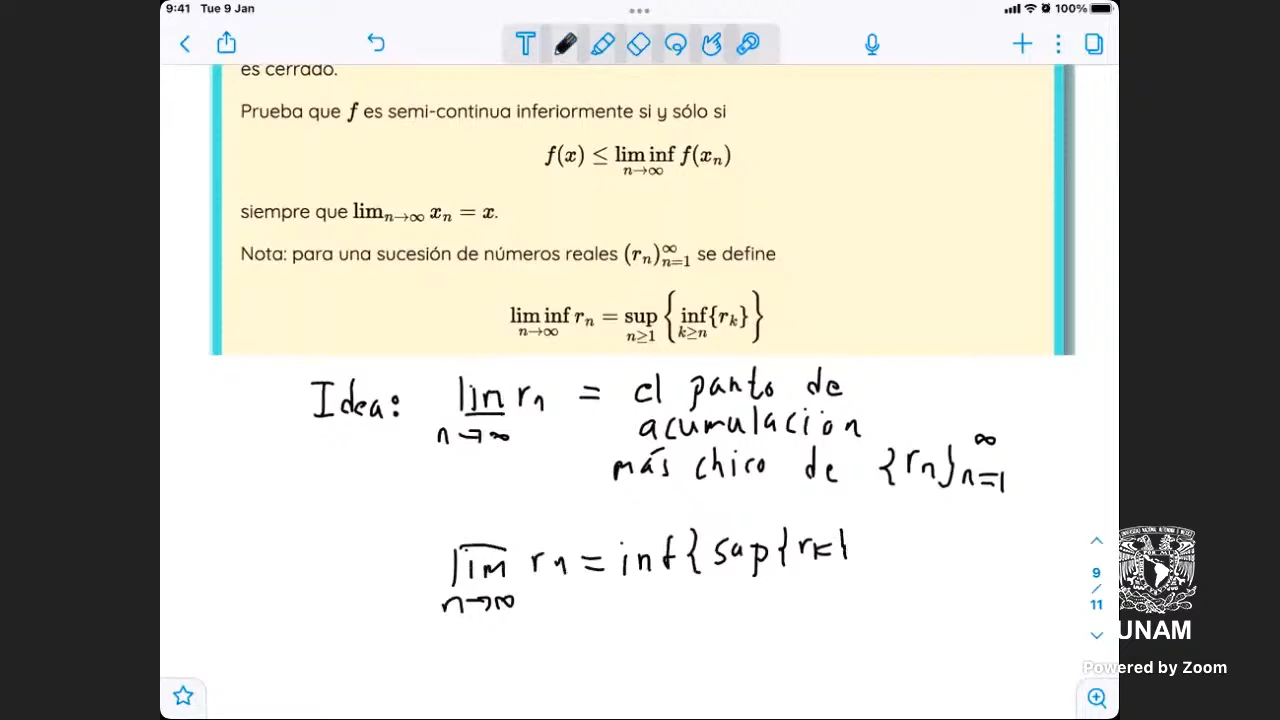 9:41 Tue 9 Jan
100%
es cerrado.
Prueba que f es semi-continua inferiormente si y sólo si
f(x) ≤ lim inf f(xₙ)
n→∞
siempre que limₙ→∞ xₙ = x.
Nota: para una sucesión de números reales (rₙ)∞ₙ₌₁ se define
lim inf rₙ = sup { inf {rₖ} }
n→∞ n≥1 k≥n
Idea: lim rₙ = el punto de
n→∞ acumulacion
más chico de {rₙ}∞ₙ₌₁
lim rₙ = inf{ sup{rₖ}
n→∞
9
/
11
UNAM
Powered by Zoom